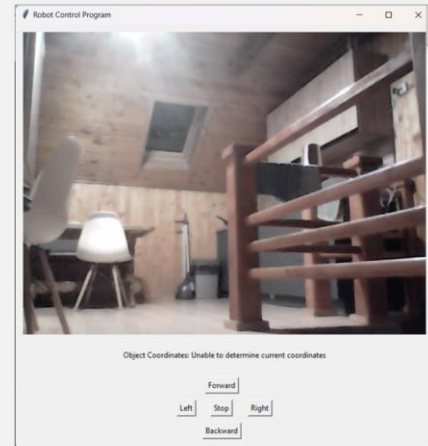 Robot Control Program
Object Coordinates: Unable to determine current coordinates
Forward
Left Stop Right
Backward